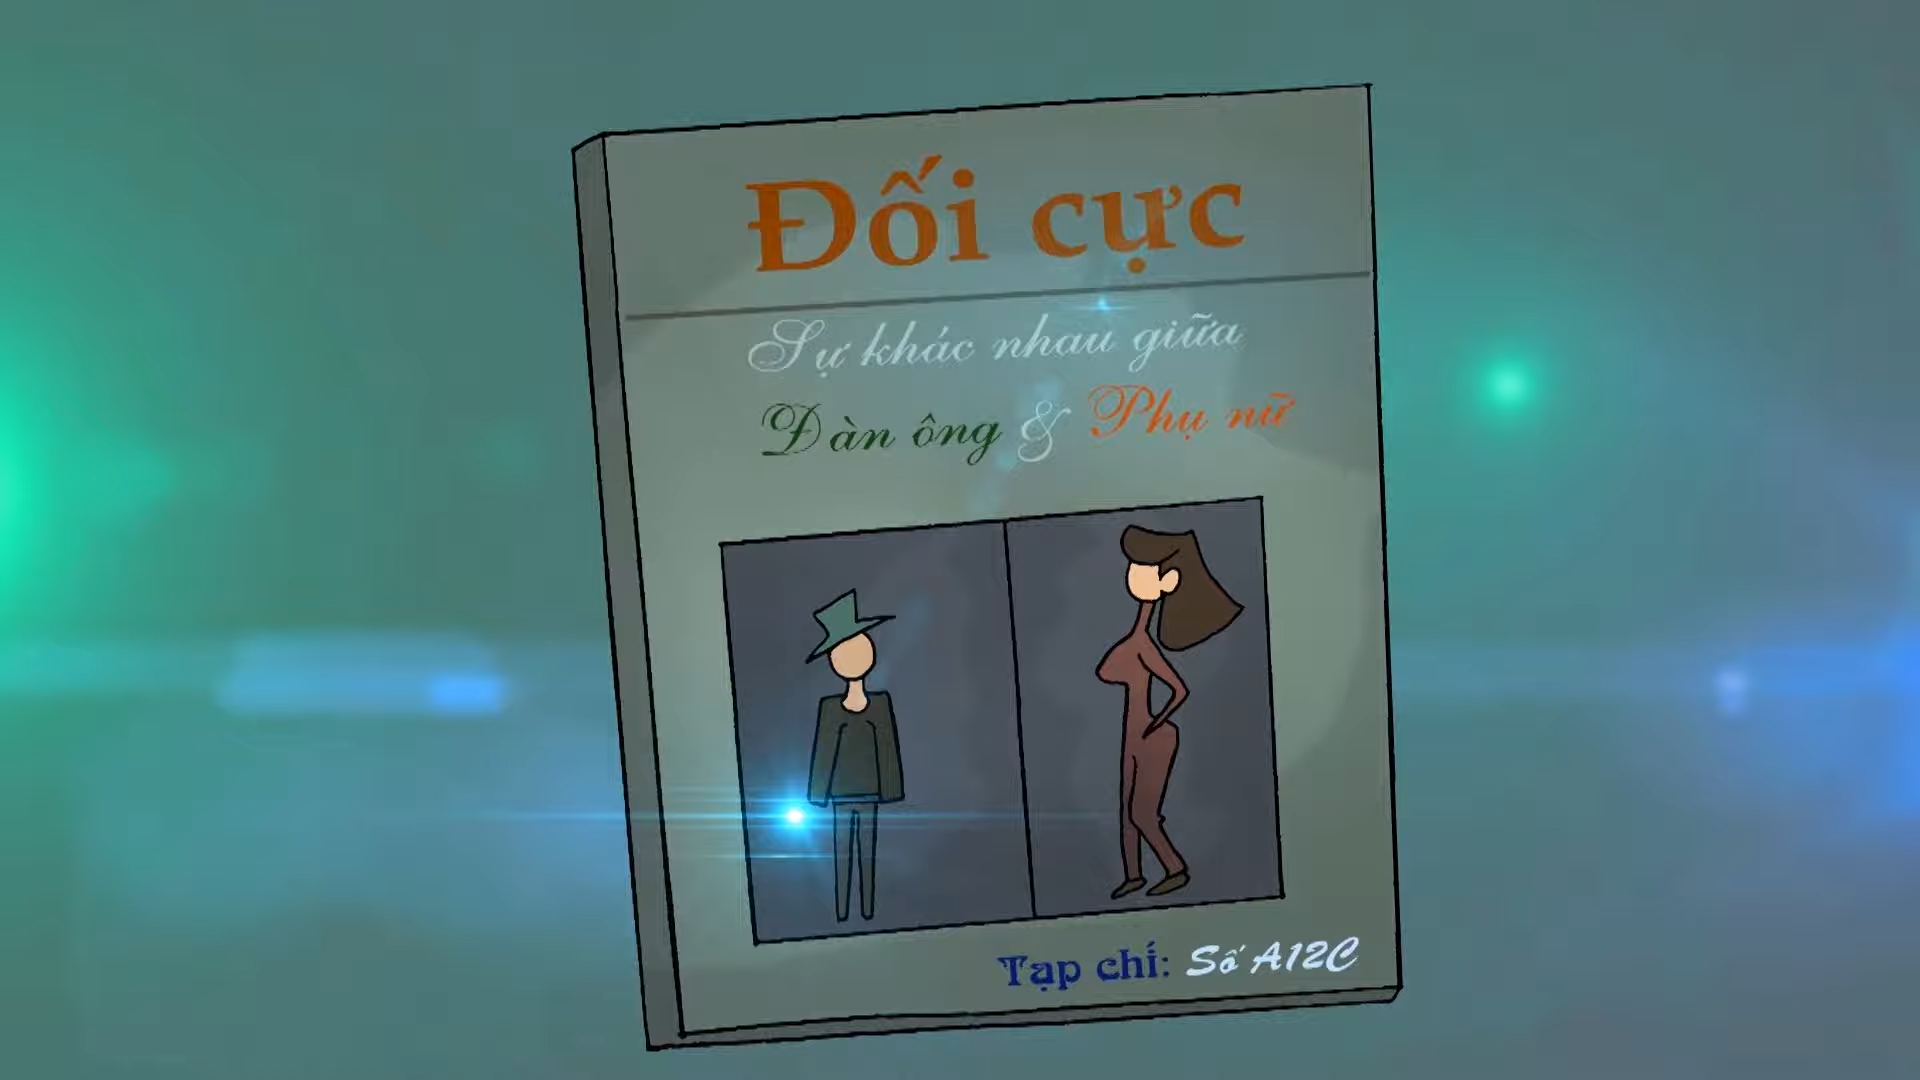 Đối cực
Sự khác nhau giữa
Đàn ông & Phụ nữ
Tạp chí: Số A12C